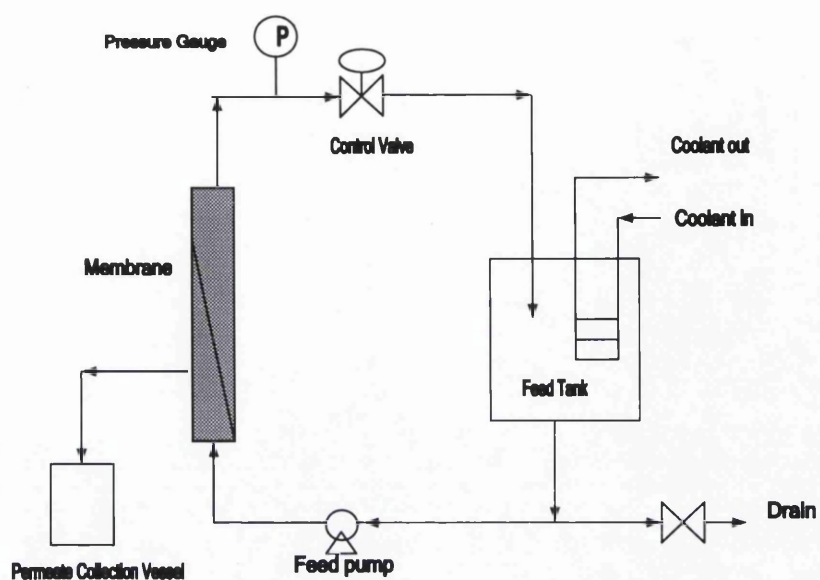 Pressure Gauge
P
Control Valve
Coolant out
Coolant In
Membrane
Feed Tank
Drain
Feed pump
Permeate Collection Vessel